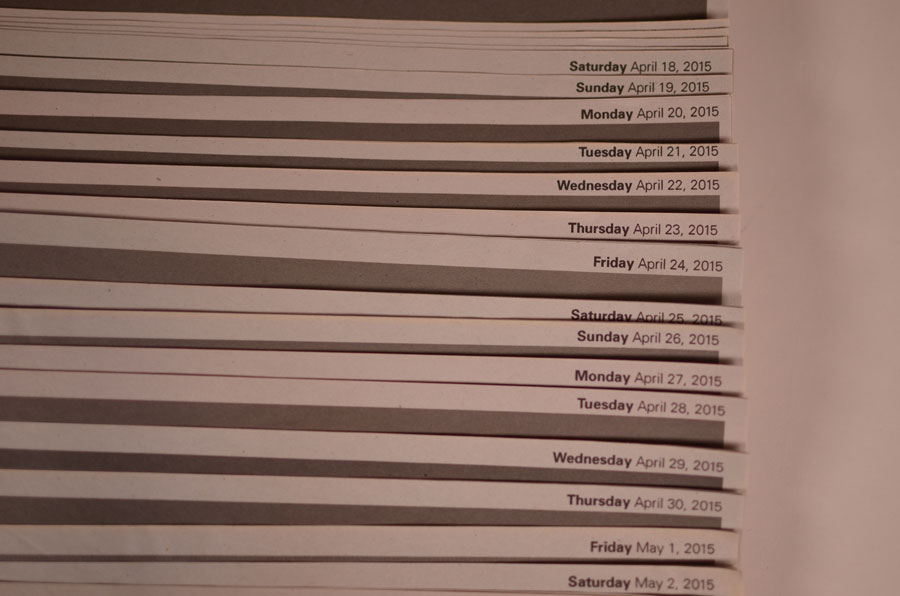 Saturday April 18, 2015
Sunday April 19, 2015
Monday April 20, 2015
Tuesday April 21, 2015
Wednesday April 22, 2015
Thursday April 23, 2015
Friday April 24, 2015
Saturday April 25, 2015
Sunday April 26, 2015
Monday April 27, 2015
Tuesday April 28, 2015
Wednesday April 29, 2015
Thursday April 30, 2015
Friday May 1, 2015
Saturday May 2, 2015